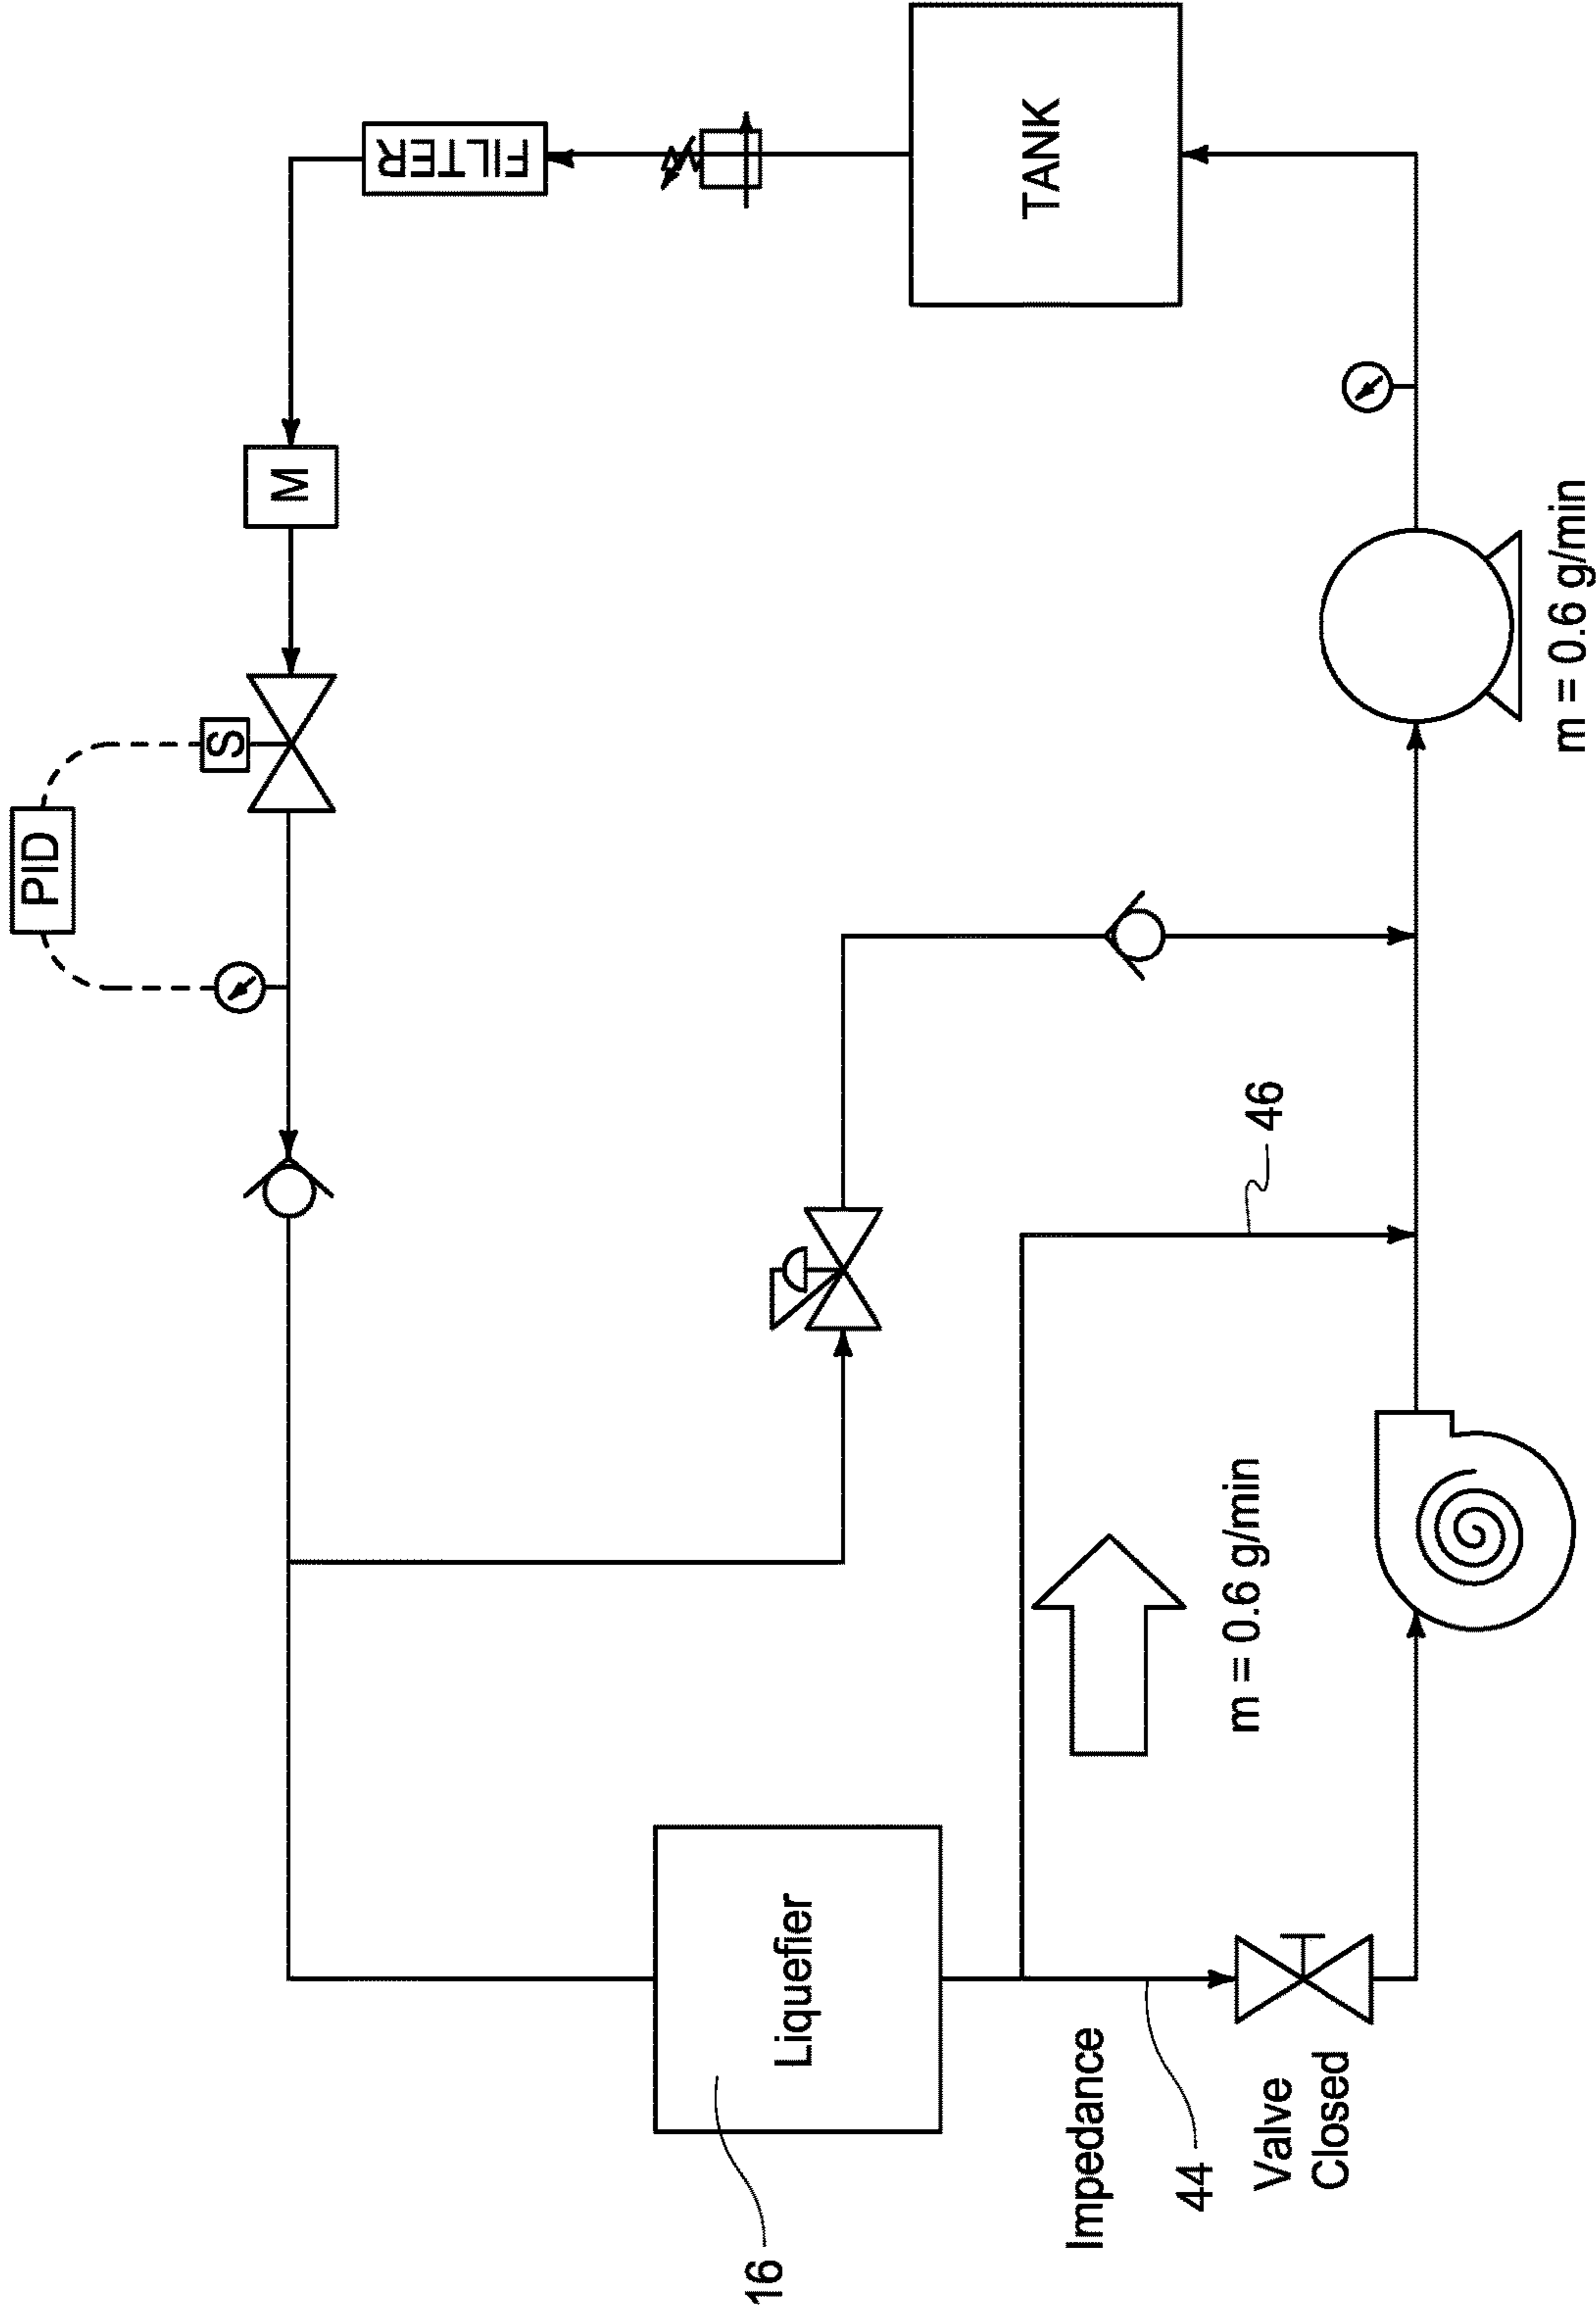 PID
S
M
FILTER
16
Liquefier
TANK
Impedance
44
m = 0.6 g/min
46
Valve
Closed
m = 0.6 g/min